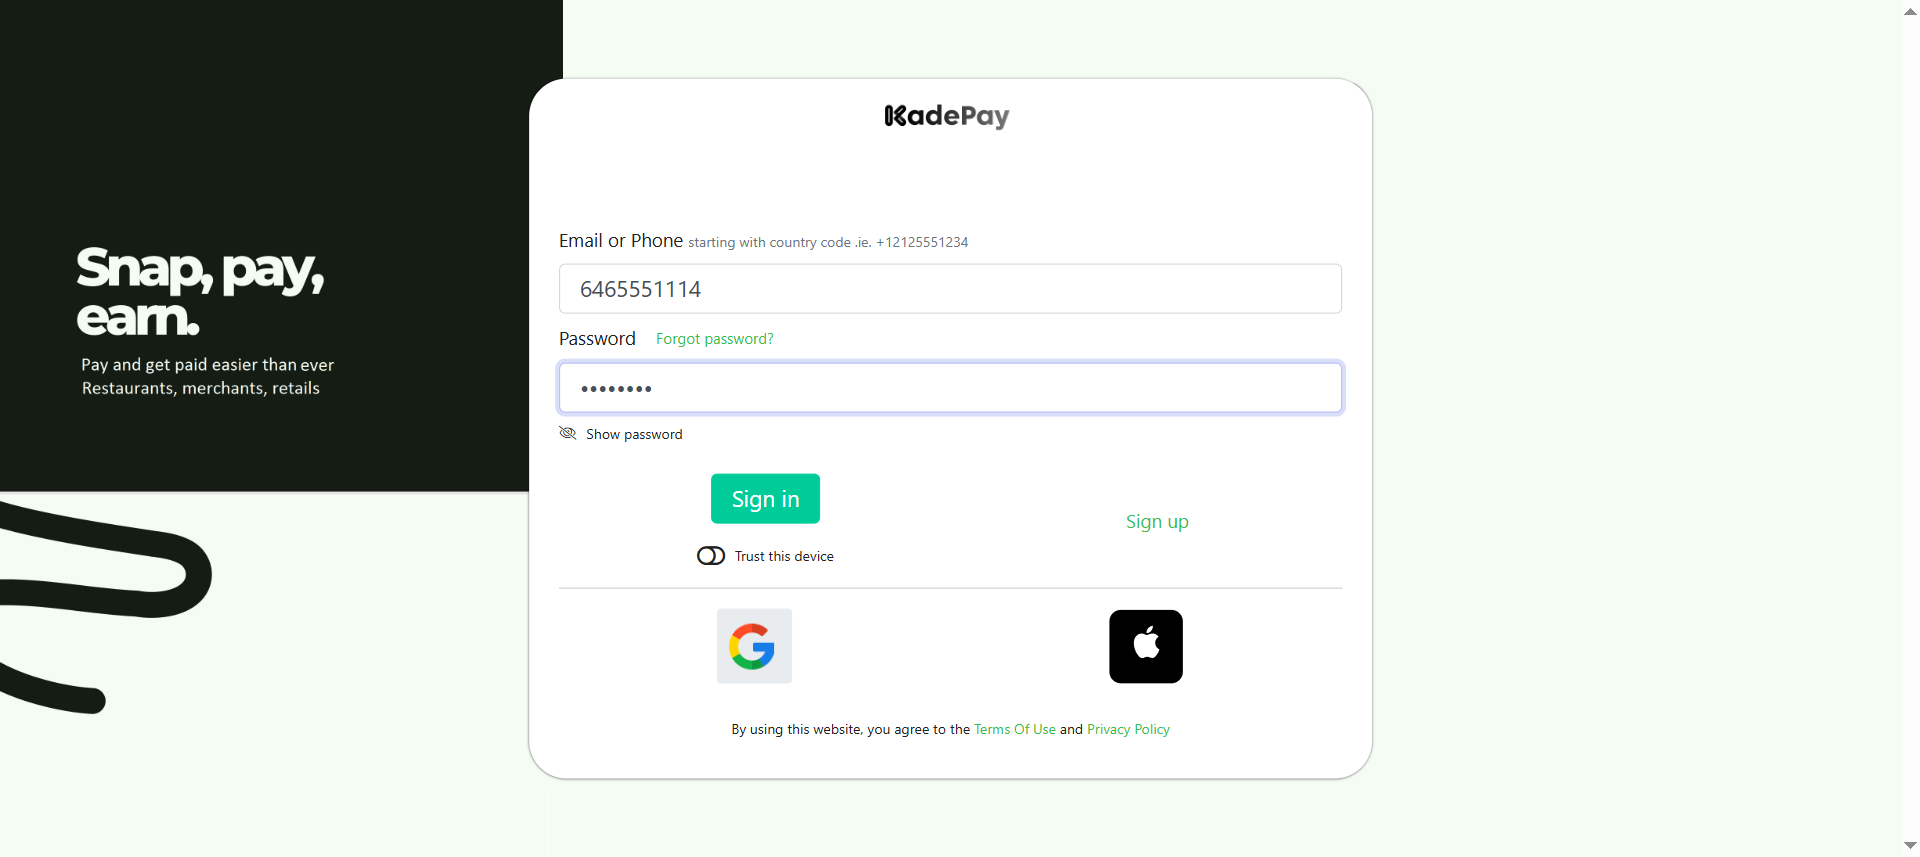 Snap, pay,
earn.
Pay and get paid easier than ever
Restaurants, merchants, retails
KadePay
Email or Phone starting with country code .ie. +12125551234
6465551114
Password Forgot password?
••••••••
Show password
Sign in
Sign up
Trust this device
By using this website, you agree to the Terms Of Use and Privacy Policy